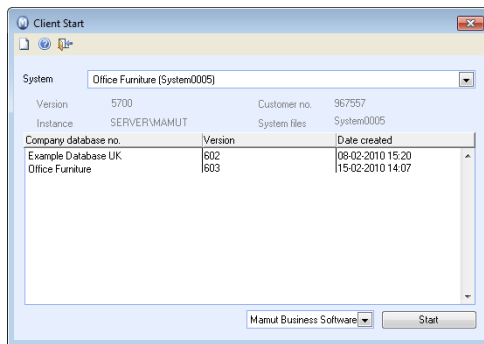 Client Start
System Office Furniture (System0005)
Version 5700 Customer no. 967557
Instance SERVER\MAMUT System files System0005
Company database no. Version Date created
Example Database UK 602 08-02-2010 15:20
Office Furniture 603 15-02-2010 14:07
Mamut Business Software Start